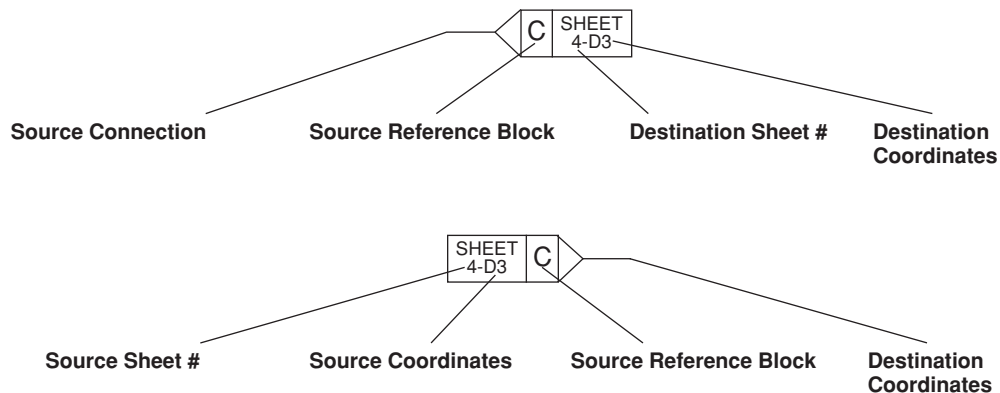 C
SHEET
4-D3
Source Connection
Source Reference Block
Destination Sheet #
Destination
Coordinates
SHEET
4-D3
C
Source Sheet #
Source Coordinates
Source Reference Block
Destination
Coordinates